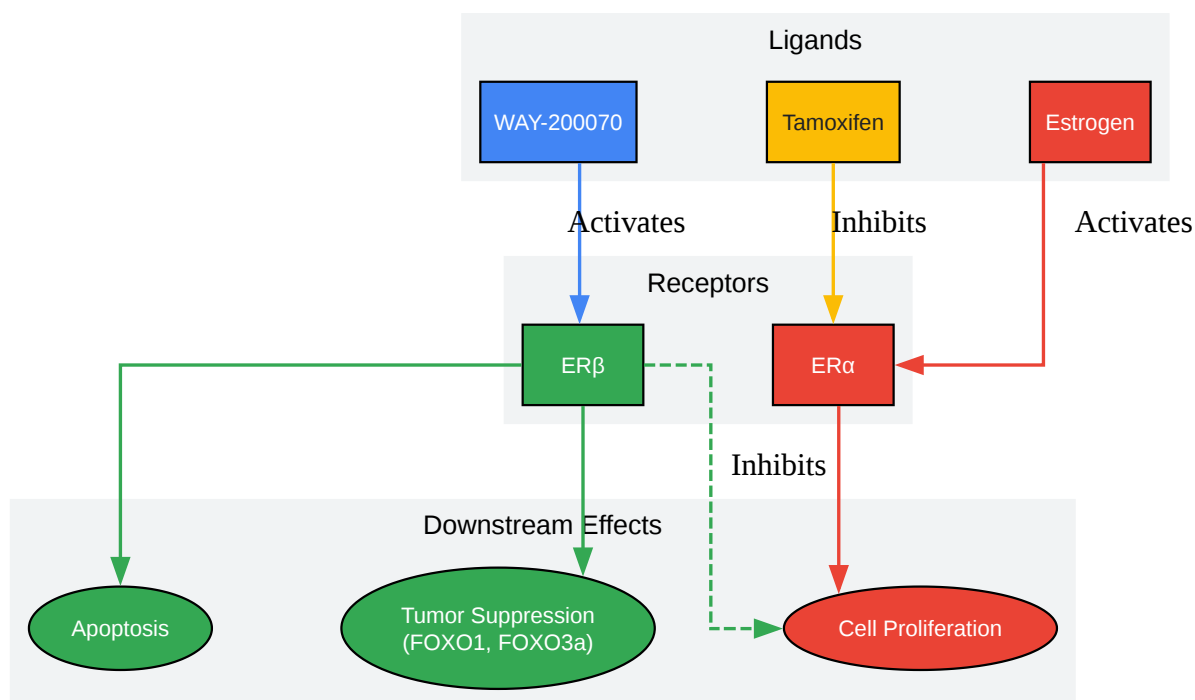 Ligands
WAY-200070
Tamoxifen
Estrogen
Activates
Inhibits
Activates
Receptors
ERβ
ERα
Inhibits
Downstream Effects
Apoptosis
Tumor Suppression
(FOXO1, FOXO3a)
Cell Proliferation